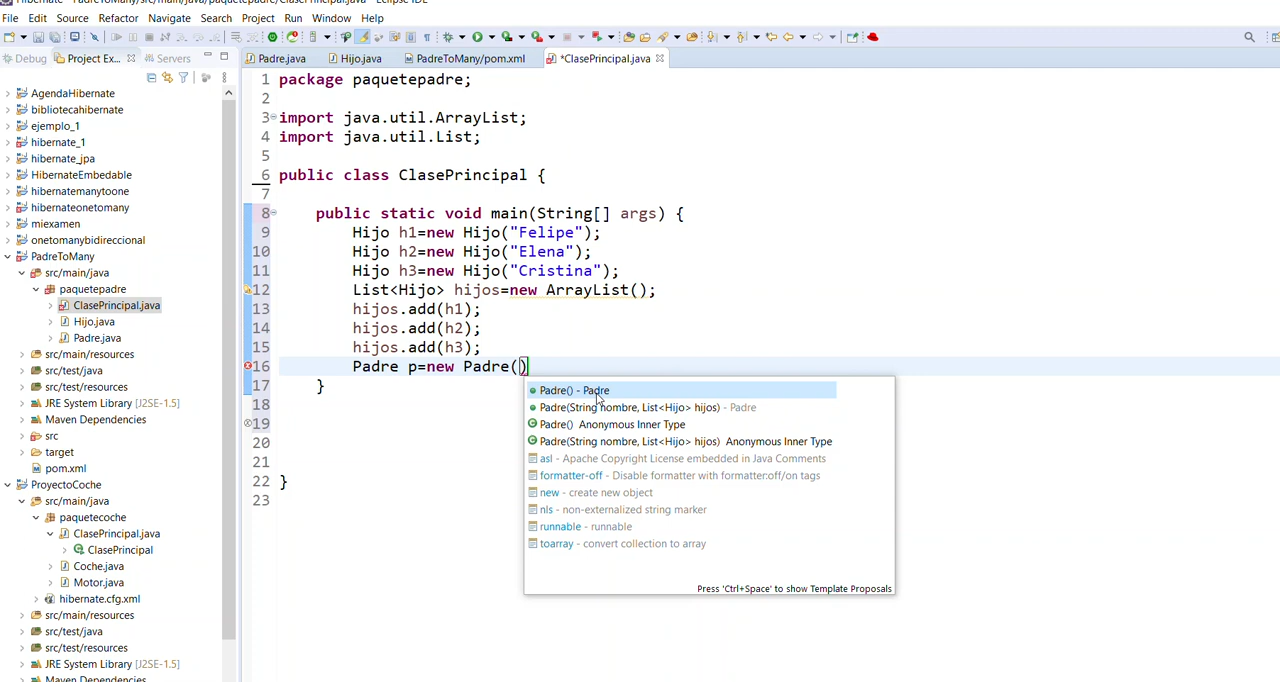 File Edit Source Refactor Navigate Search Project Run Window Help
Debug Project Ex... Servers
Padre.java Hijo.java PadreToMany/pom.xml *ClasePrincipal.java
AgendaHibernate
bibliotecahibernate
ejemplo_1
hibernate_1
hibernate_jpa
HibernateEmbedable
hibernatemanytoone
hibernateonetomany
miexamen
onetomanybidireccional
PadreToMany
src/main/java
paquetepadre
ClasePrincipal.java
Hijo.java
Padre.java
src/main/resources
src/test/java
src/test/resources
JRE System Library [J2SE-1.5]
Maven Dependencies
src
target
pom.xml
ProyectoCoche
src/main/java
paquetecoche
ClasePrincipal.java
ClasePrincipal
Coche.java
Motor.java
hibernate.cfg.xml
src/main/resources
src/test/java
src/test/resources
JRE System Library [J2SE-1.5]
Maven Dependencies
1 package paquetepadre;
2
3 import java.util.ArrayList;
4 import java.util.List;
5
6 public class ClasePrincipal {
7
8 public static void main(String[] args) {
9 Hijo h1=new Hijo("Felipe");
10 Hijo h2=new Hijo("Elena");
11 Hijo h3=new Hijo("Cristina");
12 List<Hijo> hijos=new ArrayList();
13 hijos.add(h1);
14 hijos.add(h2);
15 hijos.add(h3);
16 Padre p=new Padre()
17 }
18
19
20
21
22 }
23
Padre() - Padre
Padre(String nombre, List<Hijo> hijos) - Padre
Padre() Anonymous Inner Type
Padre(String nombre, List<Hijo> hijos) Anonymous Inner Type
asl - Apache Copyright License embedded in Java Comments
formatter-off - Disable formatter with formatter:off/on tags
new - create new object
nls - non-externalized string marker
runnable - runnable
toarray - convert collection to array
Press 'Ctrl+Space' to show Template Proposals